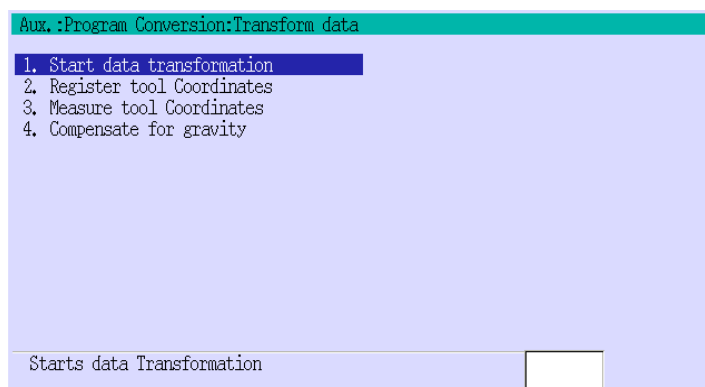 Aux.:Program Conversion:Transform data
1. Start data transformation
2. Register tool Coordinates
3. Measure tool Coordinates
4. Compensate for gravity
Starts data Transformation